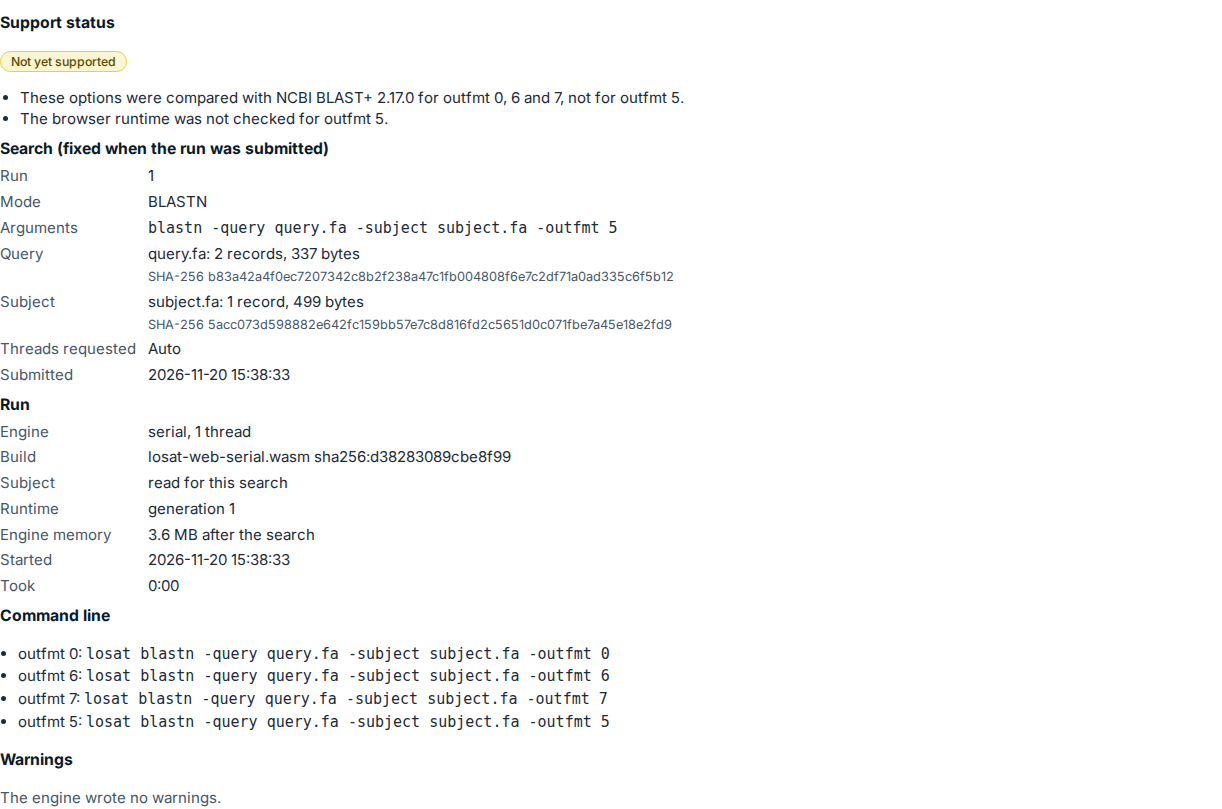 Support status
Not yet supported
• These options were compared with NCBI BLAST+ 2.17.0 for outfmt 0, 6 and 7, not for outfmt 5.
• The browser runtime was not checked for outfmt 5.
Search (fixed when the run was submitted)
Run 1
Mode BLASTN
Arguments blastn -query query.fa -subject subject.fa -outfmt 5
Query query.fa: 2 records, 337 bytes
SHA-256 b83a42a4f0ec7207342c8b2f238a47c1fb004808f6e7c2df71a0ad335c6f5b12
Subject subject.fa: 1 record, 499 bytes
SHA-256 5acc073d598882e642fc159bb57e7c8d816fd2c5651d0c071fbe7a45e18e2fd9
Threads requested Auto
Submitted 2026-11-20 15:38:33
Run
Engine serial, 1 thread
Build losat-web-serial.wasm sha256:d38283089cbe8f99
Subject read for this search
Runtime generation 1
Engine memory 3.6 MB after the search
Started 2026-11-20 15:38:33
Took 0:00
Command line
• outfmt 0: losat blastn -query query.fa -subject subject.fa -outfmt 0
• outfmt 6: losat blastn -query query.fa -subject subject.fa -outfmt 6
• outfmt 7: losat blastn -query query.fa -subject subject.fa -outfmt 7
• outfmt 5: losat blastn -query query.fa -subject subject.fa -outfmt 5
Warnings
The engine wrote no warnings.